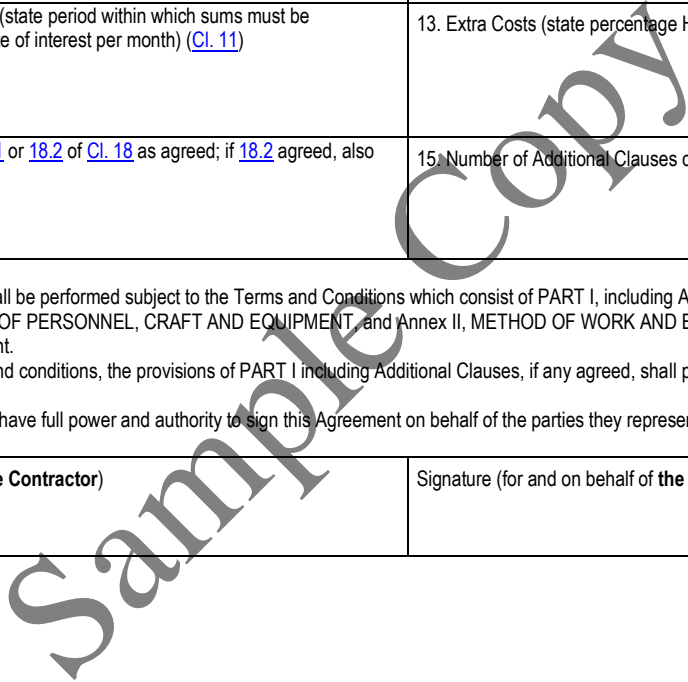 (state period within which sums must be
e of interest per month) (Cl. 11)
13. Extra Costs (state percentage H
or 18.2 of Cl. 18 as agreed; if 18.2 agreed, also
15. Number of Additional Clauses c
all be performed subject to the Terms and Conditions which consist of PART I, including A
OF PERSONNEL, CRAFT AND EQUIPMENT, and Annex II, METHOD OF WORK AND E
nt.
nd conditions, the provisions of PART I including Additional Clauses, if any agreed, shall p
have full power and authority to sign this Agreement on behalf of the parties they represen
e Contractor)
Signature (for and on behalf of the
Sample Copy